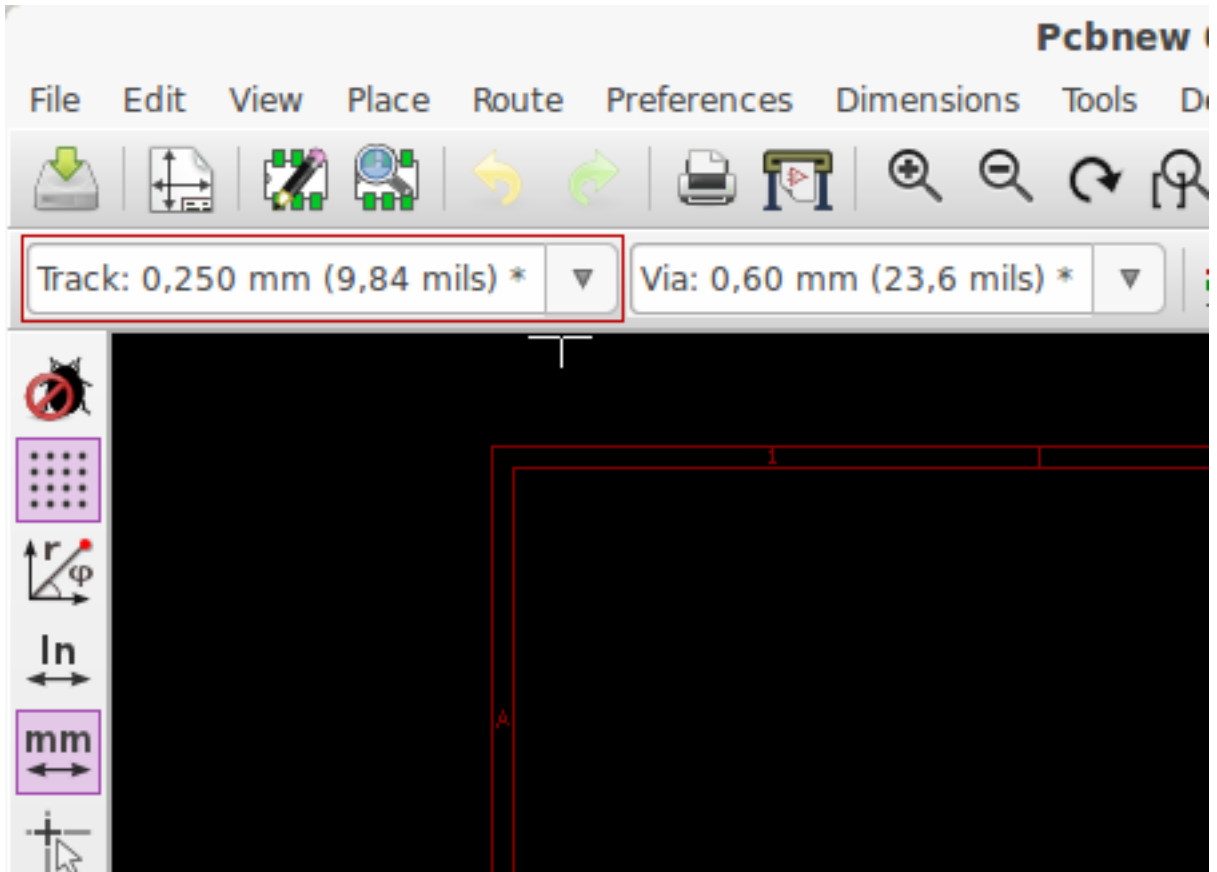 Pcbnew
File Edit View Place Route Preferences Dimensions Tools
Track: 0,250 mm (9,84 mils) * Via: 0,60 mm (23,6 mils) *
1
r
φ
In
A
mm